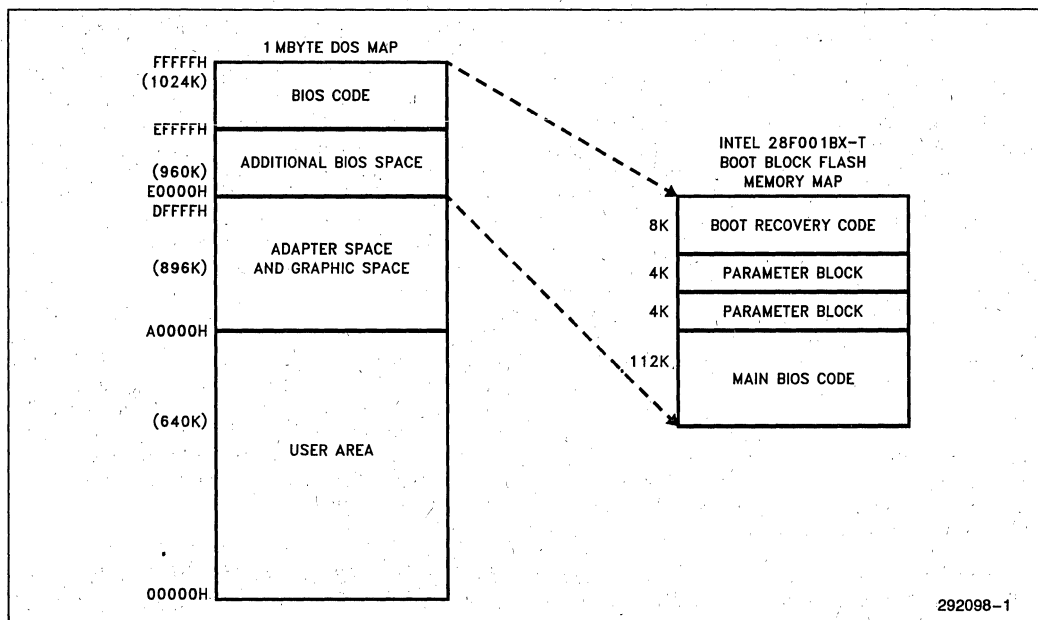 1 MBYTE DOS MAP
FFFFFH
(1024K)
BIOS CODE
EFFFFH
ADDITIONAL BIOS SPACE
(960K)
E0000H
DFFFFH
ADAPTER SPACE
AND GRAPHIC SPACE
(896K)
A0000H
(640K)
USER AREA
00000H
INTEL 28F001BX-T
BOOT BLOCK FLASH
MEMORY MAP
8K
BOOT RECOVERY CODE
4K
PARAMETER BLOCK
4K
PARAMETER BLOCK
112K
MAIN BIOS CODE
292098-1